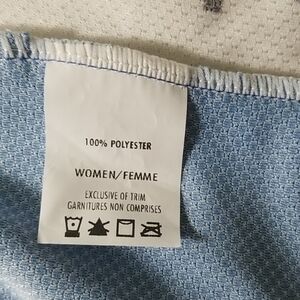 100% POLYESTER
WOMEN/FEMME
EXCLUSIVE OF TRIM
GARNITURES NON COMPRISES